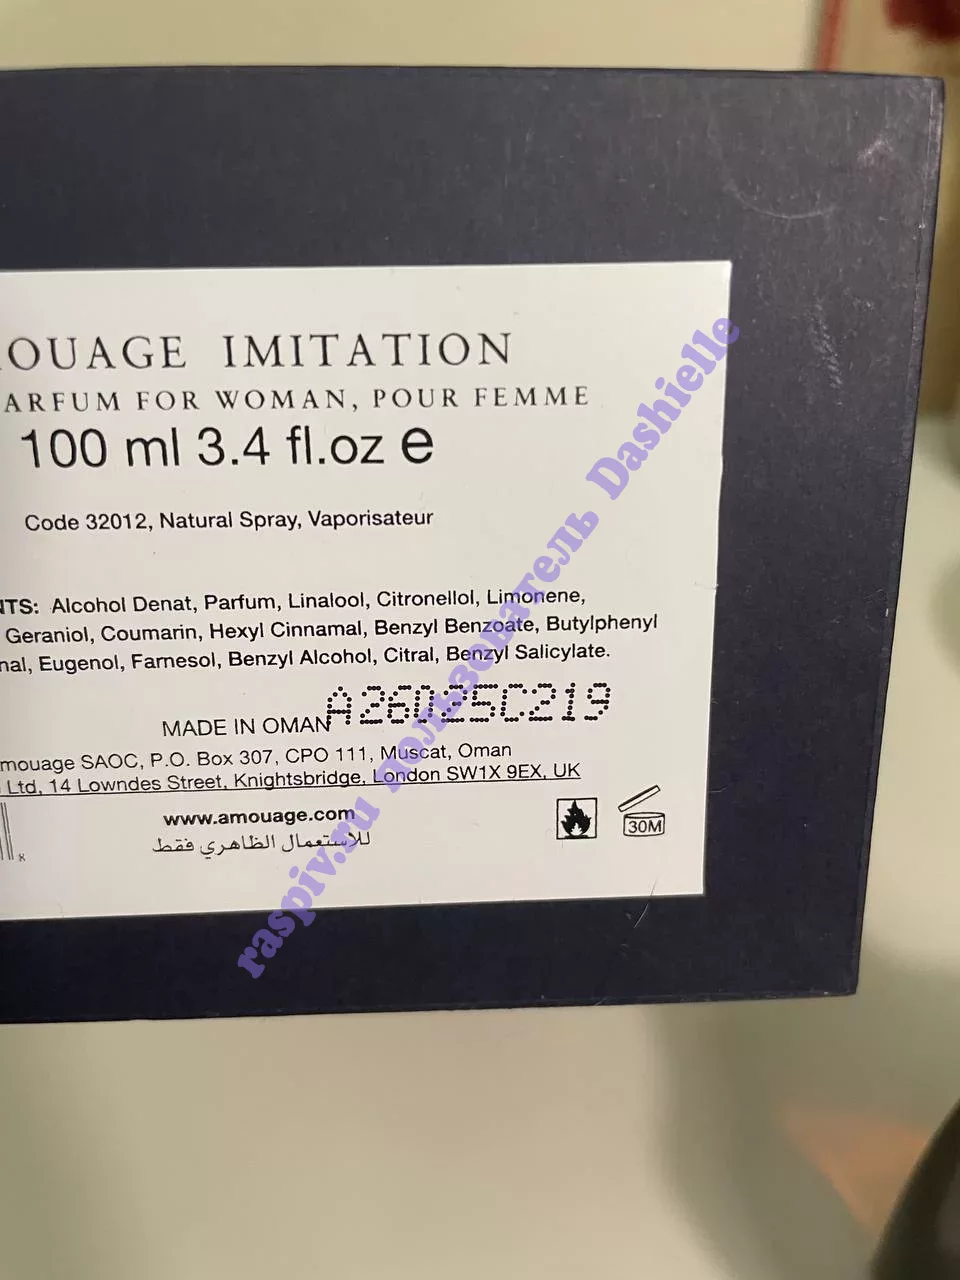 OUAGE IMITATION
ARFUM FOR WOMAN, POUR FEMME
100 ml 3.4 fl.oz e
Code 32012, Natural Spray, Vaporisateur
NTS: Alcohol Denat, Parfum, Linalool, Citronellol, Limonene,
Geraniol, Coumarin, Hexyl Cinnamal, Benzyl Benzoate, Butylphenyl
nal, Eugenol, Farnesol, Benzyl Alcohol, Citral, Benzyl Salicylate.
A26D25C219
MADE IN OMAN
mouage SAOC, P.O. Box 307, CPO 111, Muscat, Oman
Ltd, 14 Lowndes Street, Knightsbridge, London SW1X 9EX, UK
www.amouage.com
للاستعمال الظاهري فقط
30M
raspiv.ru пользователь Dashielle